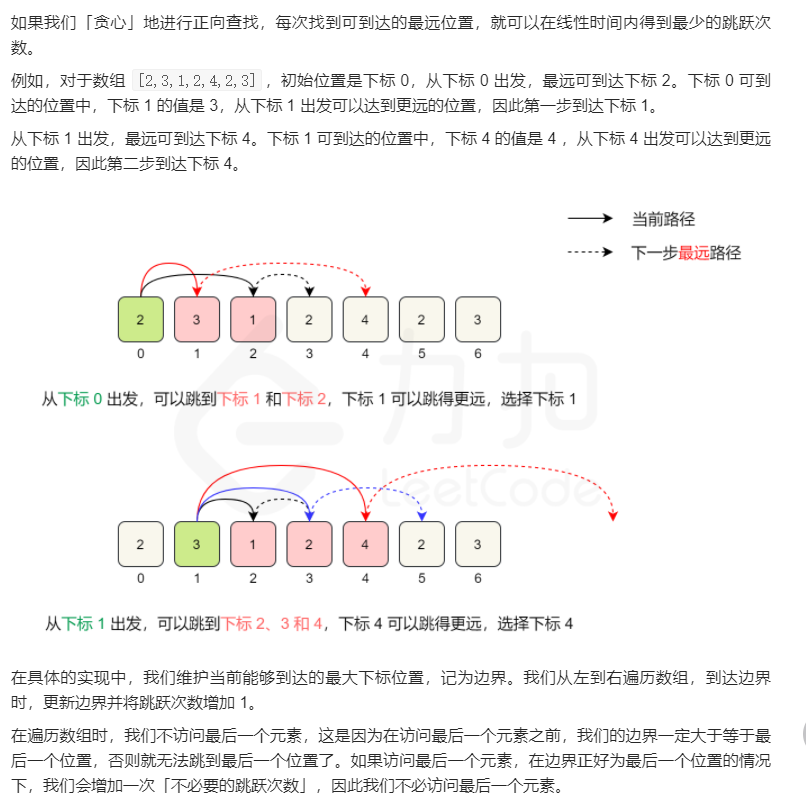 如果我们「贪心」地进行正向查找，每次找到可到达的最远位置，就可以在线性时间内得到最少的跳跃次
数。
例如，对于数组 [2,3,1,2,4,2,3] ，初始位置是下标 0，从下标 0 出发，最远可到达下标 2。下标 0 可到
达的位置中，下标 1 的值是 3，从下标 1 出发可以达到更远的位置，因此第一步到达下标 1。
从下标 1 出发，最远可到达下标 4。下标 1 可到达的位置中，下标 4 的值是 4 ，从下标 4 出发可以达到更远
的位置，因此第二步到达下标 4。
当前路径
下一步最远路径
2 3 1 2 4 2 3
0 1 2 3 4 5 6
从下标 0 出发，可以跳到下标 1 和下标 2，下标 1 可以跳得更远，选择下标 1
力扣
LeetCode
2 3 1 2 4 2 3
0 1 2 3 4 5 6
从下标 1 出发，可以跳到下标 2、3 和 4，下标 4 可以跳得更远，选择下标 4
在具体的实现中，我们维护当前能够到达的最大下标位置，记为边界。我们从左到右遍历数组，到达边界
时，更新边界并将跳跃次数增加 1。
在遍历数组时，我们不访问最后一个元素，这是因为在访问最后一个元素之前，我们的边界一定大于等于最
后一个位置，否则就无法跳到最后一个位置了。如果访问最后一个元素，在边界正好为最后一个位置的情况
下，我们会增加一次「不必要的跳跃次数」，因此我们不必访问最后一个元素。